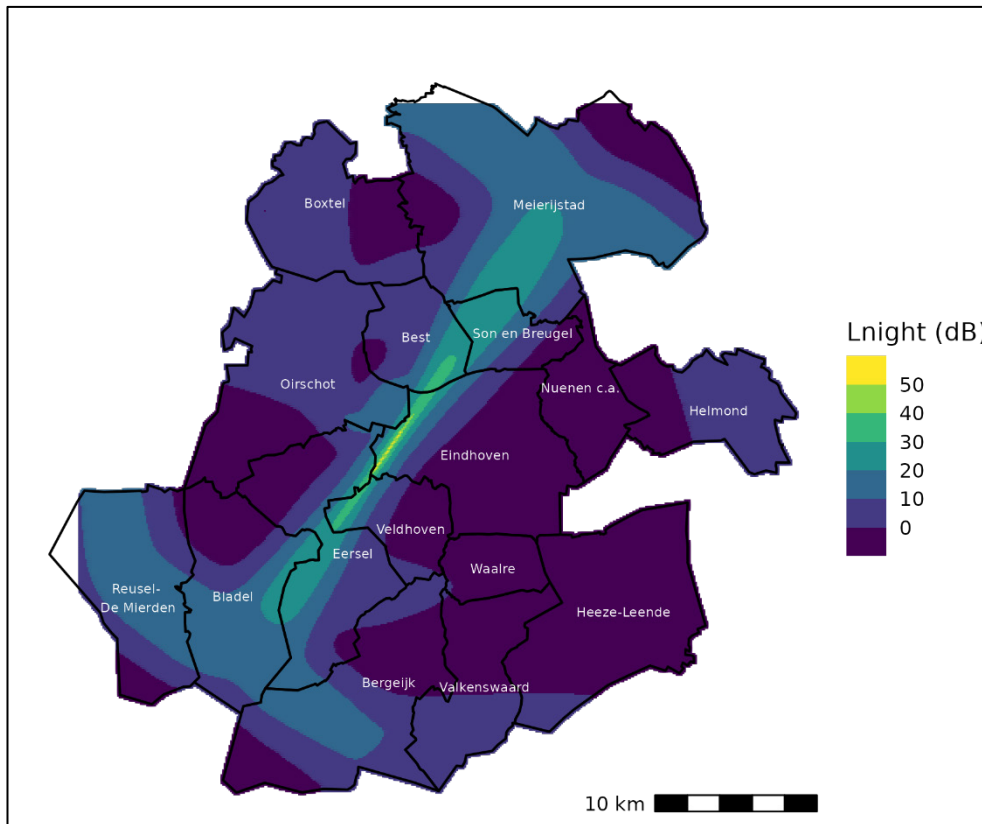 Boxtel
Meierijstad
Best
Son en Breugel
Lnight (dB)
50
40
30
20
10
0
Oirschot
Nuenen c.a.
Helmond
Eindhoven
Veldhoven
Eersel
Waalre
Reusel-
De Mierden
Bladel
Heeze-Leende
Bergeijk
Valkenswaard
10 km